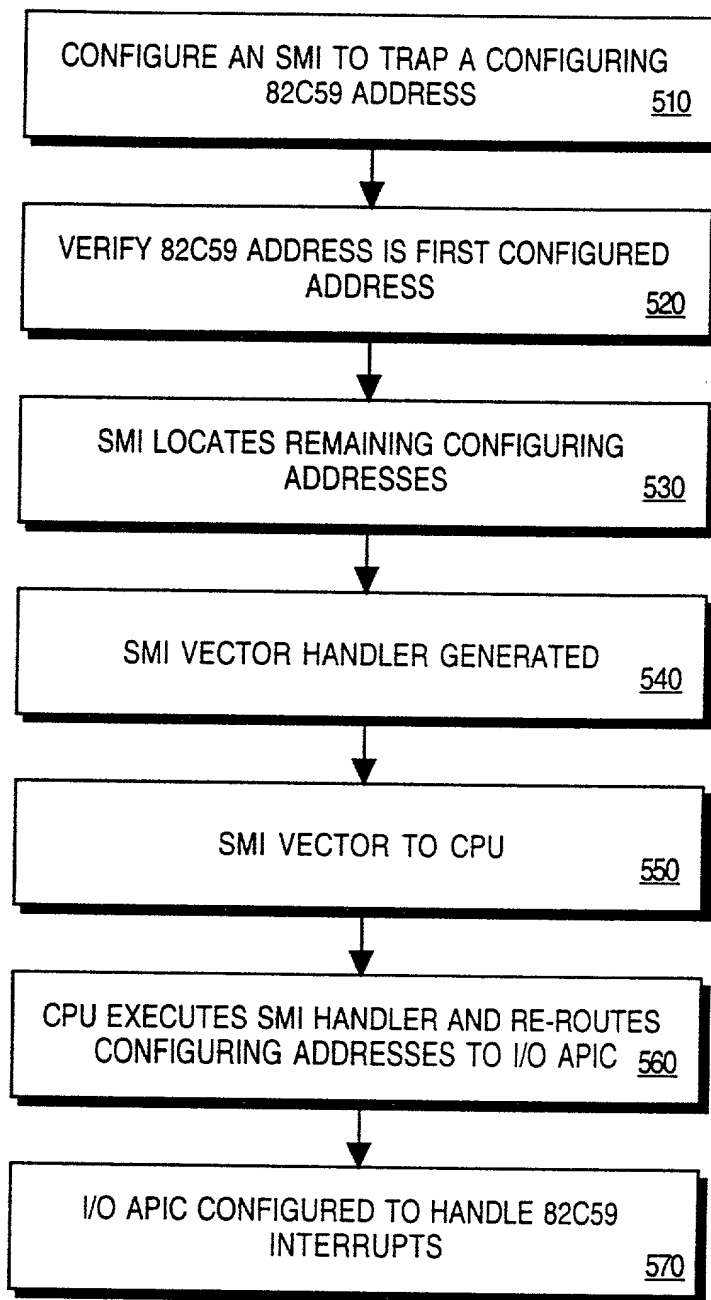 CONFIGURE AN SMI TO TRAP A CONFIGURING
82C59 ADDRESS
510
VERIFY 82C59 ADDRESS IS FIRST CONFIGURED
ADDRESS
520
SMI LOCATES REMAINING CONFIGURING
ADDRESSES
530
SMI VECTOR HANDLER GENERATED
540
SMI VECTOR TO CPU
550
CPU EXECUTES SMI HANDLER AND RE-ROUTES
CONFIGURING ADDRESSES TO I/O APIC 560
I/O APIC CONFIGURED TO HANDLE 82C59
INTERRUPTS
570